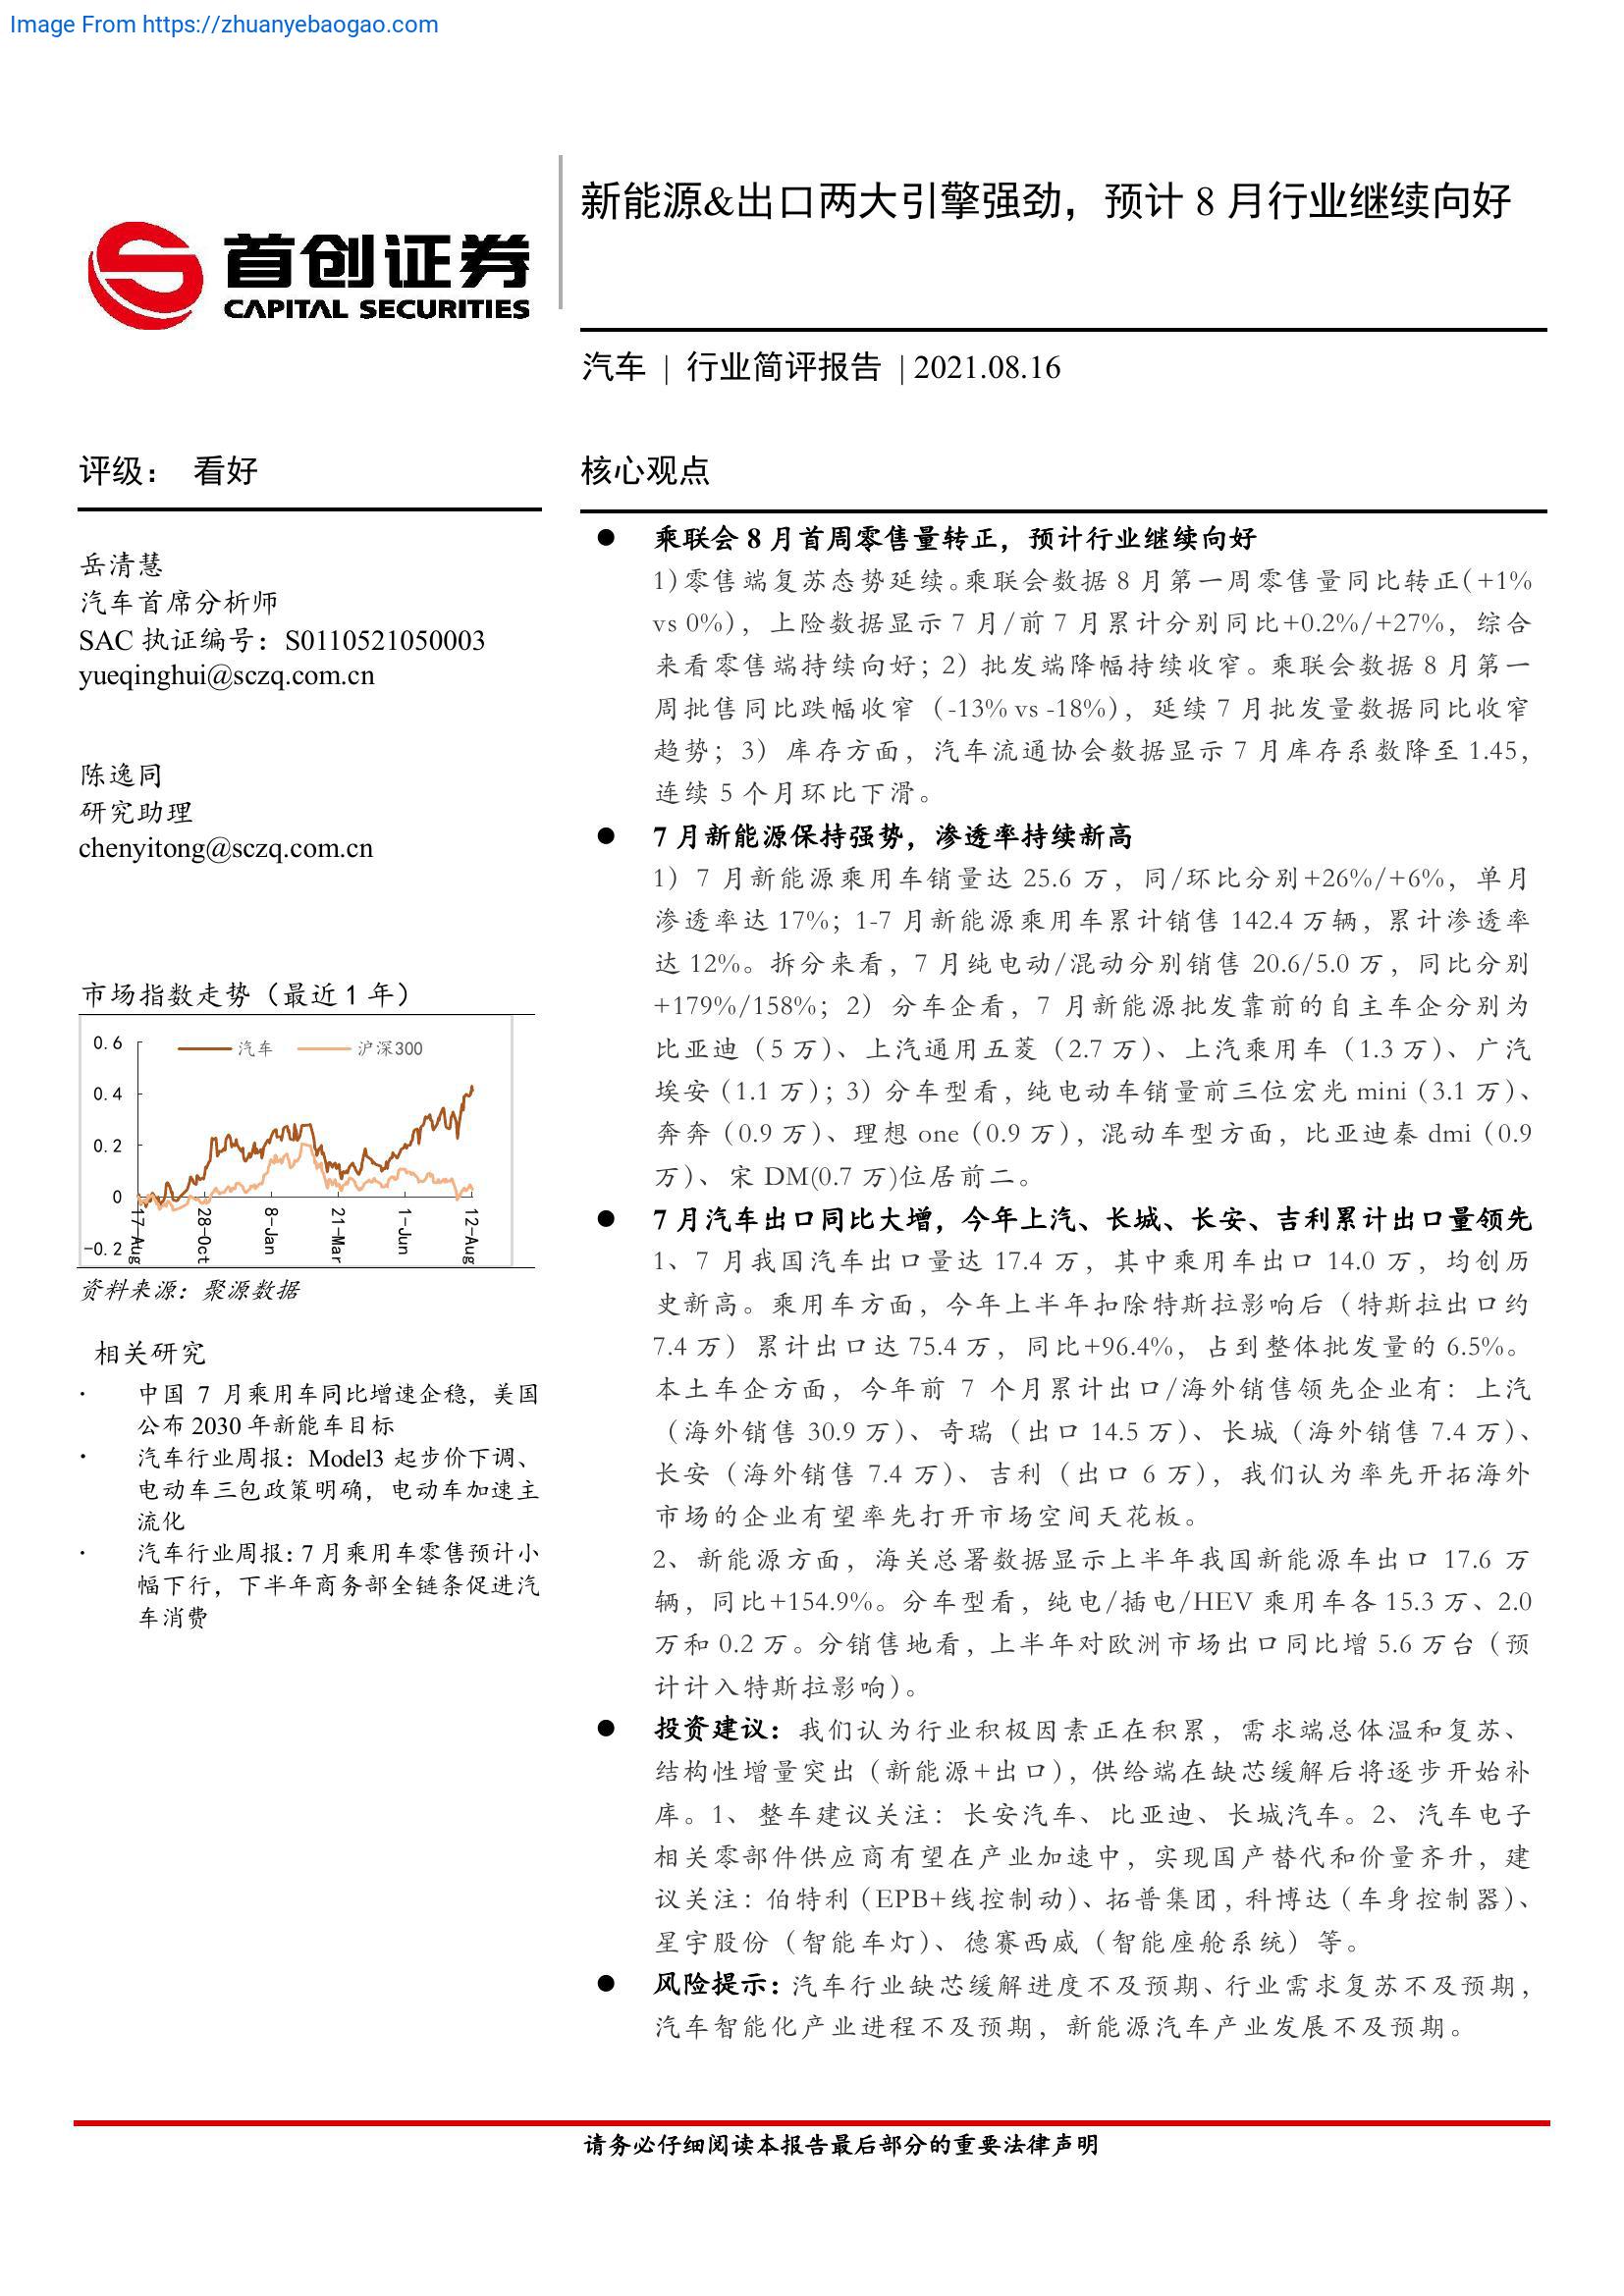 Image From https://zhuanyebaogao.com
首创证券
CAPITAL SECURITIES
新能源&出口两大引擎强劲，预计 8 月行业继续向好
汽车 | 行业简评报告 | 2021.08.16
评级： 看好
岳清慧
汽车首席分析师
SAC 执证编号：S0110521050003
yueqinghui@sczq.com.cn
陈逸同
研究助理
chenyitong@sczq.com.cn
市场指数走势（最近 1 年）
汽车 沪深300
0.6
0.4
0.2
0
-0.2
17-Aug 28-Oct 8-Jan 21-Mar 1-Jun 12-Aug
资料来源：聚源数据
相关研究
· 中国 7 月乘用车同比增速企稳，美国
公布 2030 年新能车目标
· 汽车行业周报：Model3 起步价下调、
电动车三包政策明确，电动车加速主
流化
· 汽车行业周报：7 月乘用车零售预计小
幅下行，下半年商务部全链条促进汽
车消费
核心观点
● 乘联会 8 月首周零售量转正，预计行业继续向好
1)零售端复苏态势延续。乘联会数据 8 月第一周零售量同比转正(+1%
vs 0%)，上险数据显示 7 月/前 7 月累计分别同比+0.2%/+27%，综合
来看零售端持续向好；2）批发端降幅持续收窄。乘联会数据 8 月第一
周批售同比跌幅收窄（-13% vs -18%），延续 7 月批发量数据同比收窄
趋势；3）库存方面，汽车流通协会数据显示 7 月库存系数降至 1.45，
连续 5 个月环比下滑。
● 7 月新能源保持强势，渗透率持续新高
1）7 月新能源乘用车销量达 25.6 万，同/环比分别+26%/+6%，单月
渗透率达 17%；1-7 月新能源乘用车累计销售 142.4 万辆，累计渗透率
达 12%。拆分来看，7 月纯电动/混动分别销售 20.6/5.0 万，同比分别
+179%/158%；2）分车企看，7 月新能源批发靠前的自主车企分别为
比亚迪（5 万）、上汽通用五菱（2.7 万）、上汽乘用车（1.3 万）、广汽
埃安（1.1 万）；3）分车型看，纯电动车销量前三位宏光 mini（3.1 万）、
奔奔（0.9 万）、理想 one（0.9 万），混动车型方面，比亚迪秦 dmi（0.9
万）、宋 DM(0.7 万)位居前二。
● 7 月汽车出口同比大增，今年上汽、长城、长安、吉利累计出口量领先
1、7 月我国汽车出口量达 17.4 万，其中乘用车出口 14.0 万，均创历
史新高。乘用车方面，今年上半年扣除特斯拉影响后（特斯拉出口约
7.4 万）累计出口达 75.4 万，同比+96.4%，占到整体批发量的 6.5%。
本土车企方面，今年前 7 个月累计出口/海外销售领先企业有：上汽
（海外销售 30.9 万）、奇瑞（出口 14.5 万）、长城（海外销售 7.4 万）、
长安（海外销售 7.4 万）、吉利（出口 6 万），我们认为率先开拓海外
市场的企业有望率先打开市场空间天花板。
2、新能源方面，海关总署数据显示上半年我国新能源车出口 17.6 万
辆，同比+154.9%。分车型看，纯电/插电/HEV 乘用车各 15.3 万、2.0
万和 0.2 万。分销售地看，上半年对欧洲市场出口同比增 5.6 万台（预
计计入特斯拉影响）。
● 投资建议：我们认为行业积极因素正在积累，需求端总体温和复苏、
结构性增量突出（新能源+出口），供给端在缺芯缓解后将逐步开始补
库。1、整车建议关注：长安汽车、比亚迪、长城汽车。2、汽车电子
相关零部件供应商有望在产业加速中，实现国产替代和价量齐升，建
议关注：伯特利（EPB+线控制动）、拓普集团，科博达（车身控制器）、
星宇股份（智能车灯）、德赛西威（智能座舱系统）等。
● 风险提示：汽车行业缺芯缓解进度不及预期、行业需求复苏不及预期，
汽车智能化产业进程不及预期，新能源汽车产业发展不及预期。
请务必仔细阅读本报告最后部分的重要法律声明